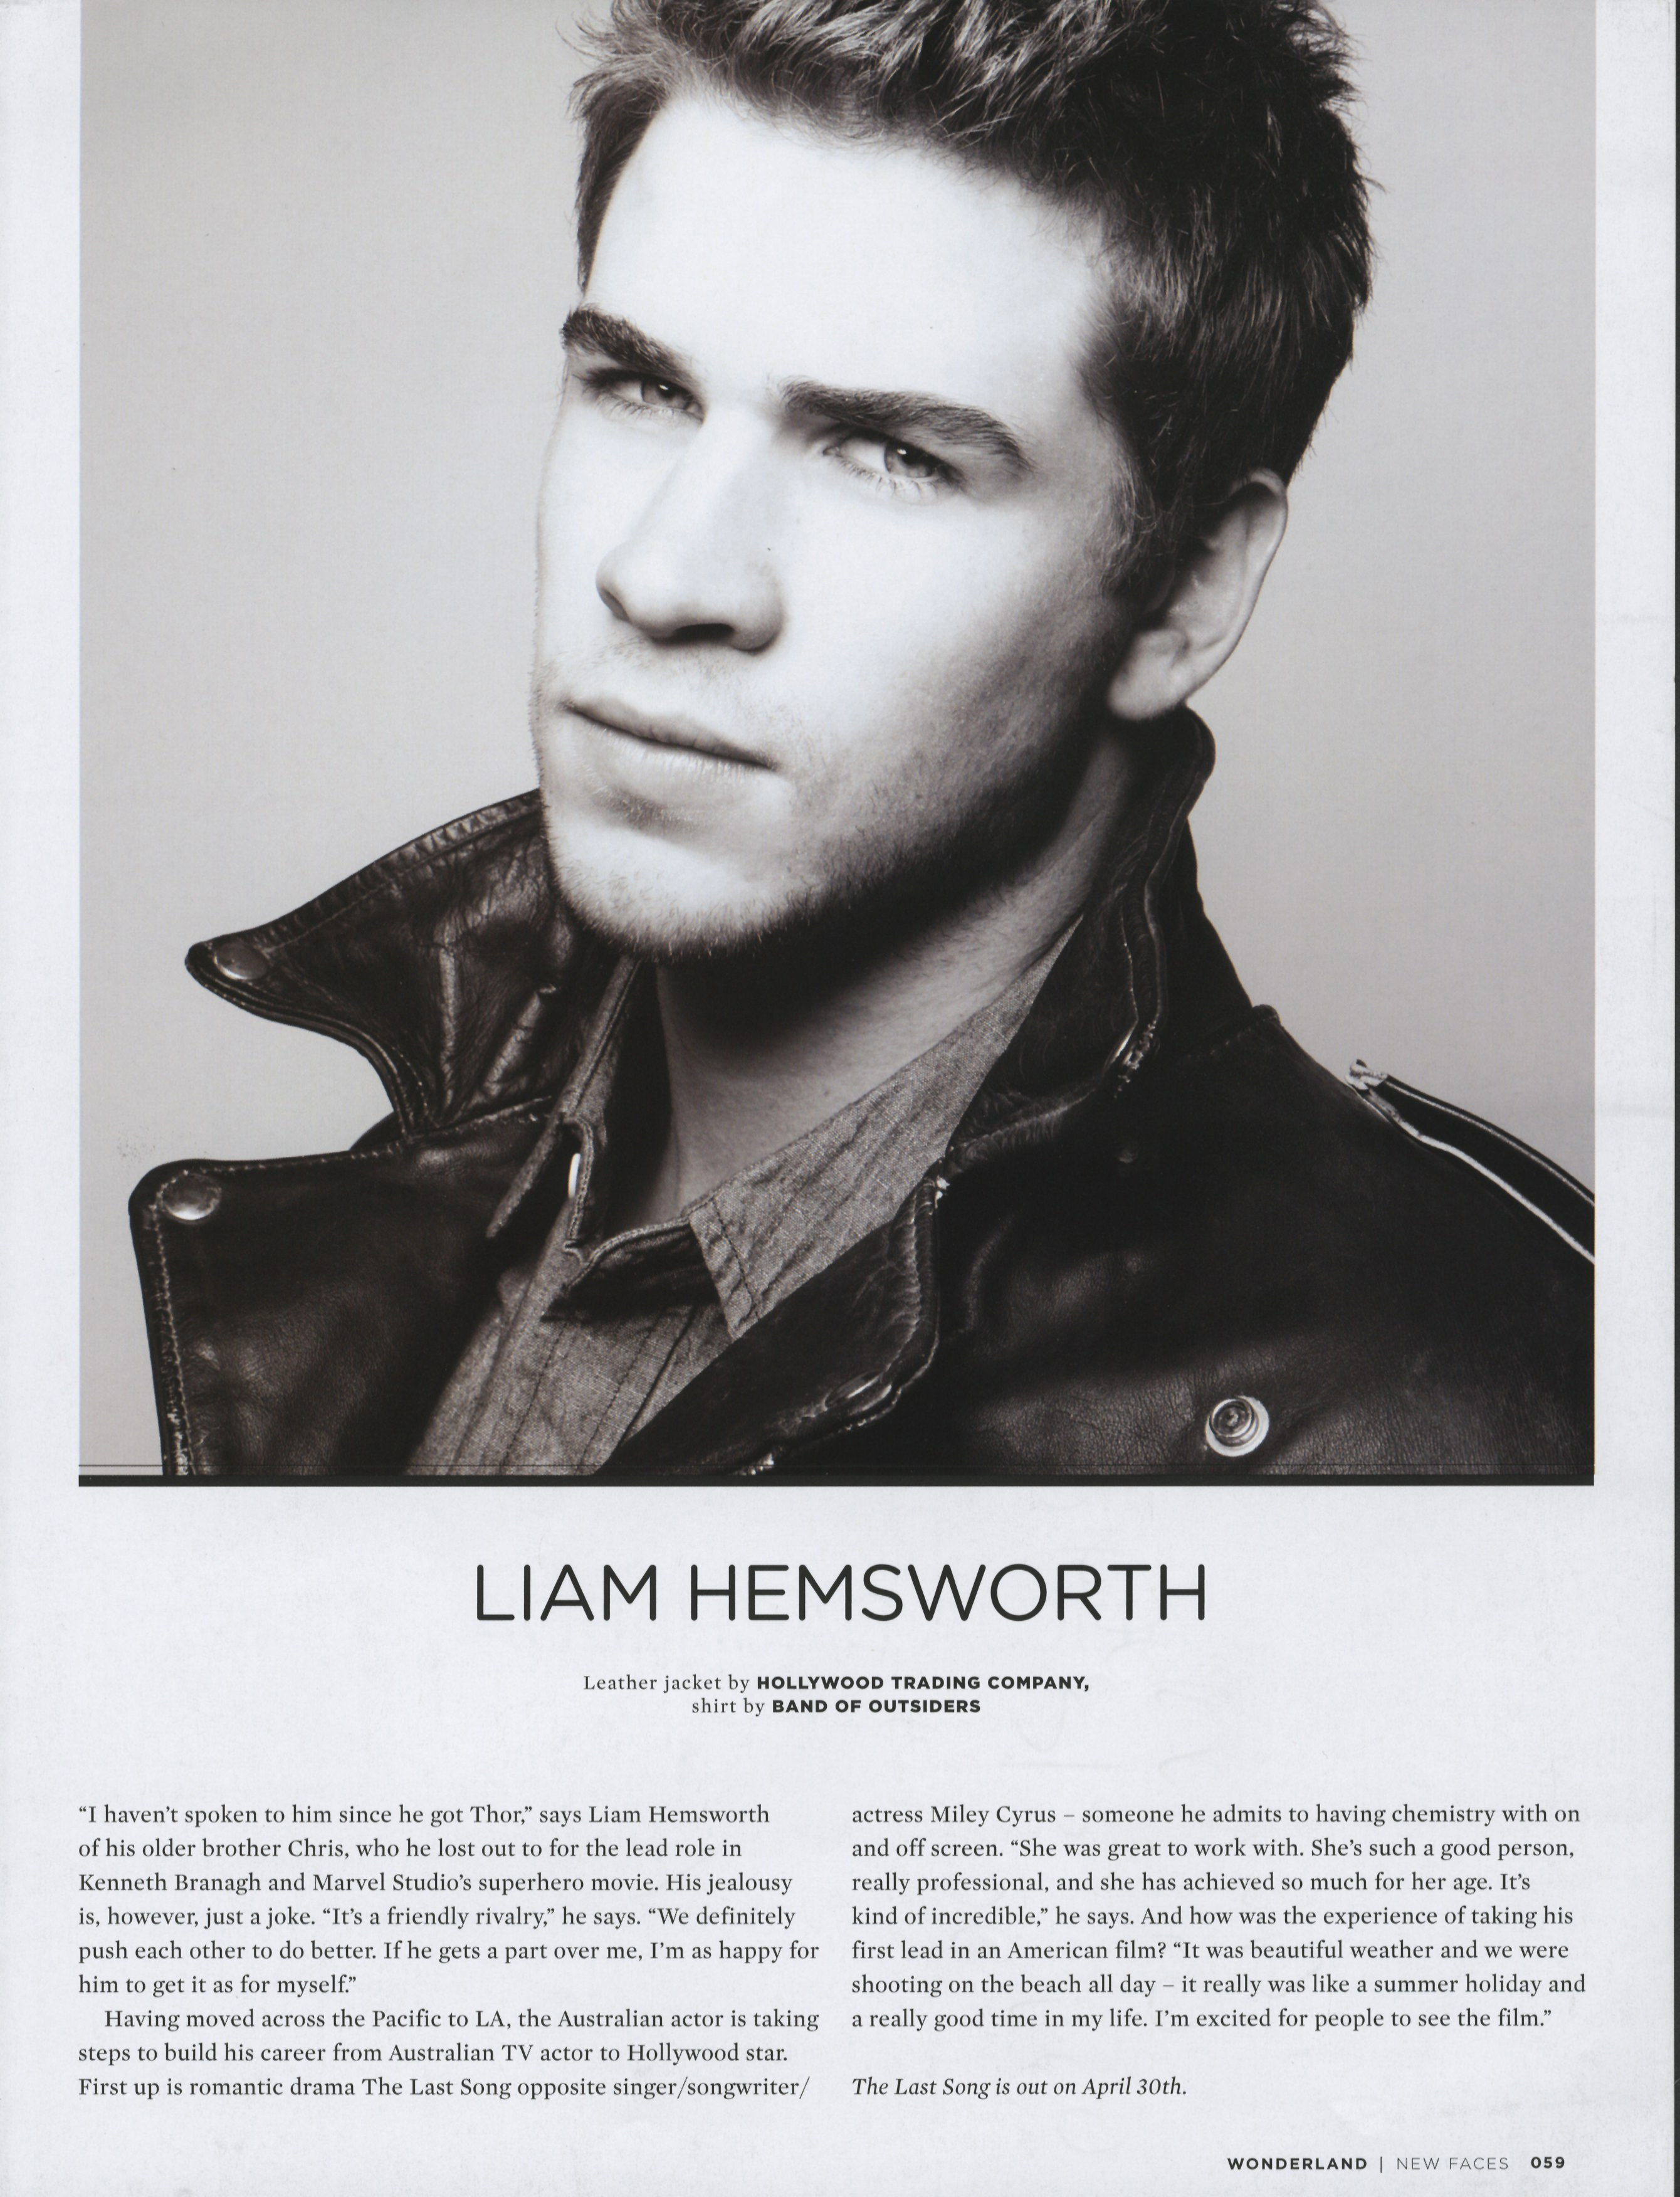 LIAM HEMSWORTH
Leather jacket by HOLLYWOOD TRADING COMPANY,
shirt by BAND OF OUTSIDERS
“I haven’t spoken to him since he got Thor,” says Liam Hemsworth
of his older brother Chris, who he lost out to for the lead role in
Kenneth Branagh and Marvel Studio’s superhero movie. His jealousy
is, however, just a joke. “It’s a friendly rivalry,” he says. “We definitely
push each other to do better. If he gets a part over me, I’m as happy for
him to get it as for myself.”
Having moved across the Pacific to LA, the Australian actor is taking
steps to build his career from Australian TV actor to Hollywood star.
First up is romantic drama The Last Song opposite singer/songwriter/
actress Miley Cyrus – someone he admits to having chemistry with on
and off screen. “She was great to work with. She’s such a good person,
really professional, and she has achieved so much for her age. It’s
kind of incredible,” he says. And how was the experience of taking his
first lead in an American film? “It was beautiful weather and we were
shooting on the beach all day – it really was like a summer holiday and
a really good time in my life. I’m excited for people to see the film.”
The Last Song is out on April 30th.
WONDERLAND | NEW FACES 059